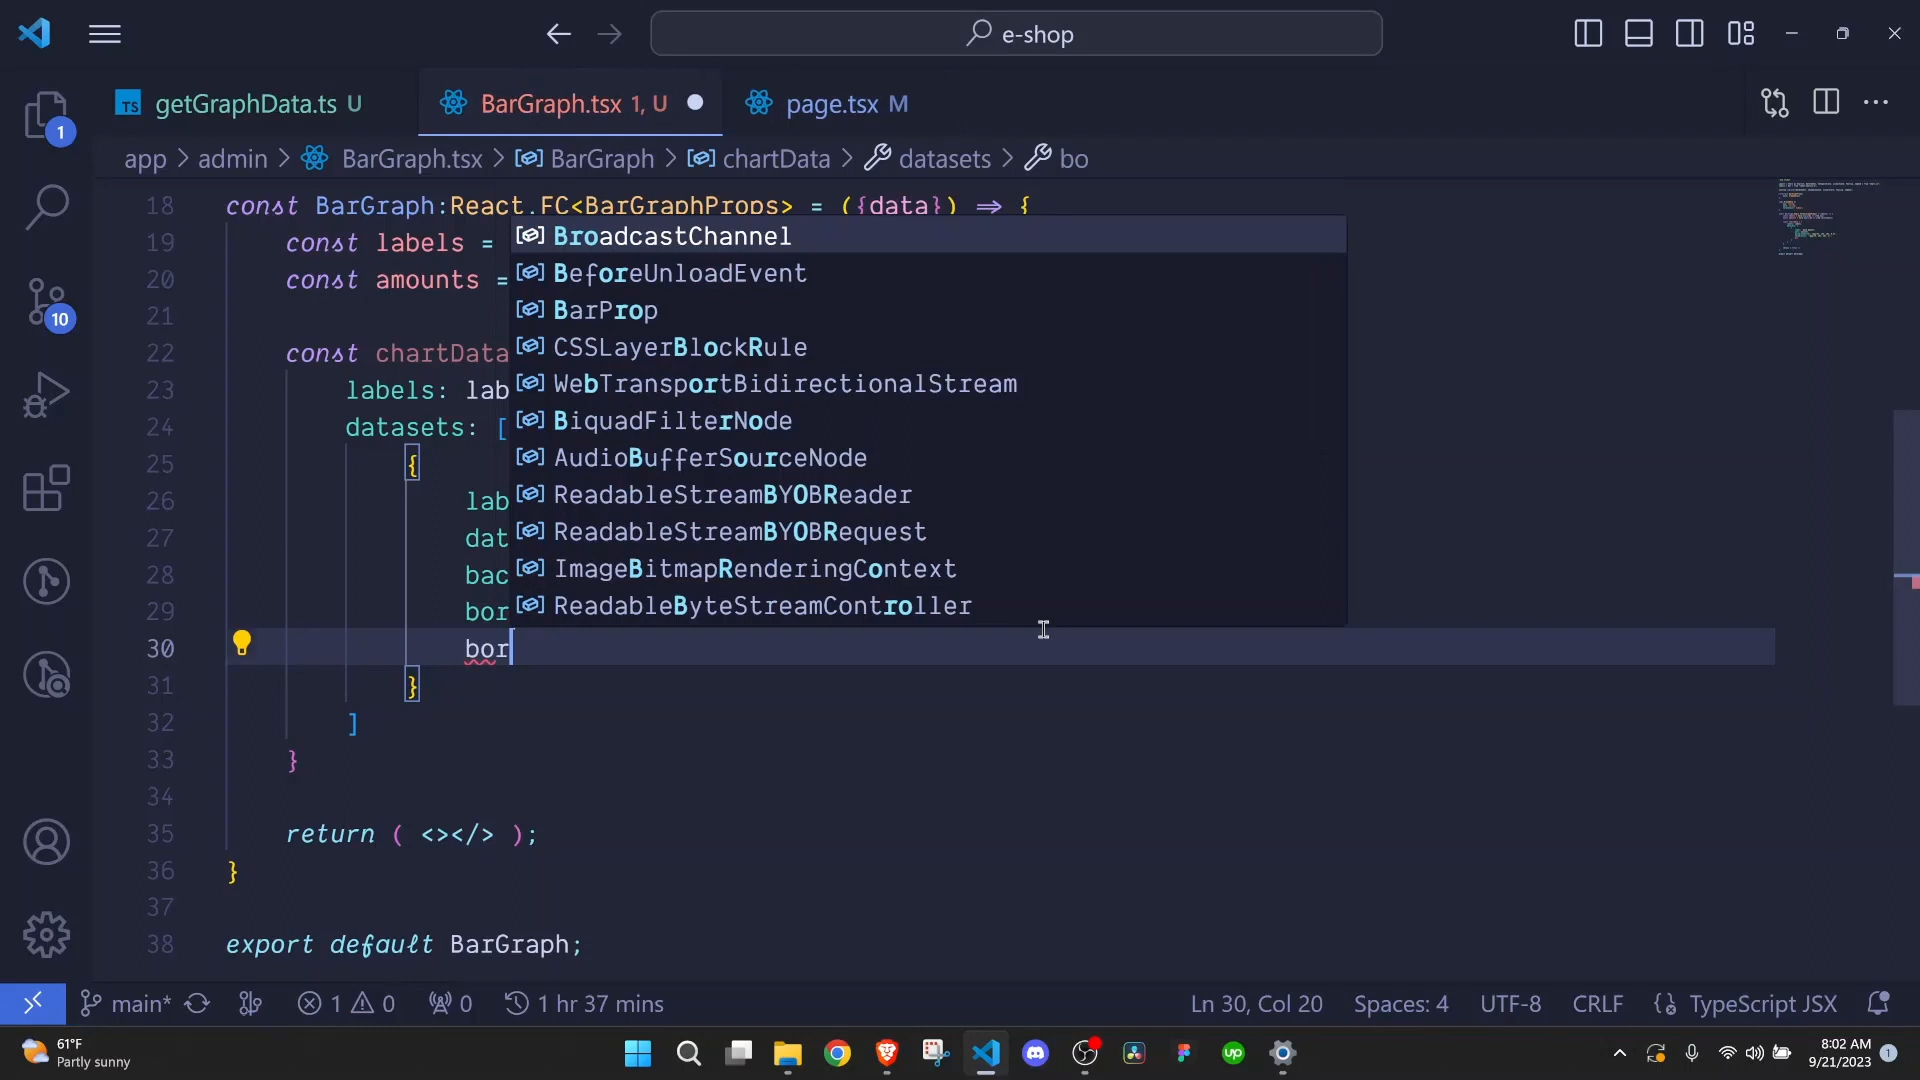 e-shop
TS getGraphData.ts U
BarGraph.tsx 1, U
page.tsx M
1
app > admin > BarGraph.tsx > BarGraph > chartData > datasets > bo
18 const BarGraph:React.FC<BarGraphProps> = ({data}) => {
19 const labels =
20 const amounts =
21
22 const chartData
23 labels: lab
24 datasets: [
25 {
26 lab
27 dat
28 bac
29 bor
30 bor
31 }
32 ]
33 }
34
35 return ( <></> );
36 }
37
38 export default BarGraph;
BroadcastChannel
BeforeUnloadEvent
BarProp
CSSLayerBlockRule
WebTransportBidirectionalStream
BiquadFilterNode
AudioBufferSourceNode
ReadableStreamBYOBReader
ReadableStreamBYOBRequest
ImageBitmapRenderingContext
ReadableByteStreamController
10
main* 1 0 0 1 hr 37 mins Ln 30, Col 20 Spaces: 4 UTF-8 CRLF TypeScript JSX
61°F
Partly sunny
up
8:02 AM
9/21/2023
1